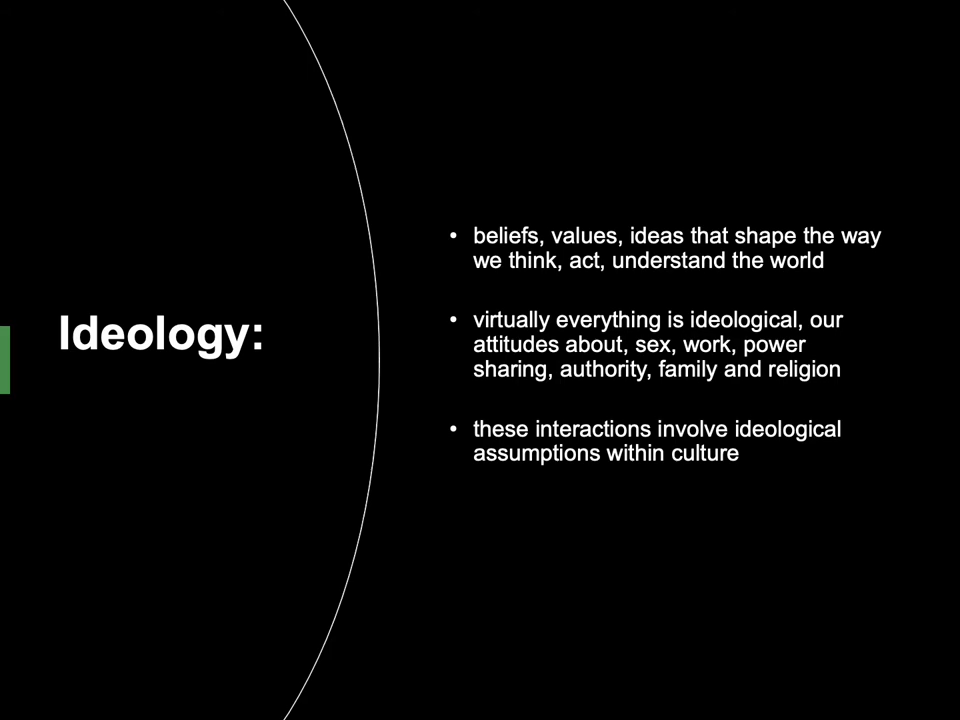 Ideology:
• beliefs, values, ideas that shape the way
we think, act, understand the world
• virtually everything is ideological, our
attitudes about, sex, work, power
sharing, authority, family and religion
• these interactions involve ideological
assumptions within culture